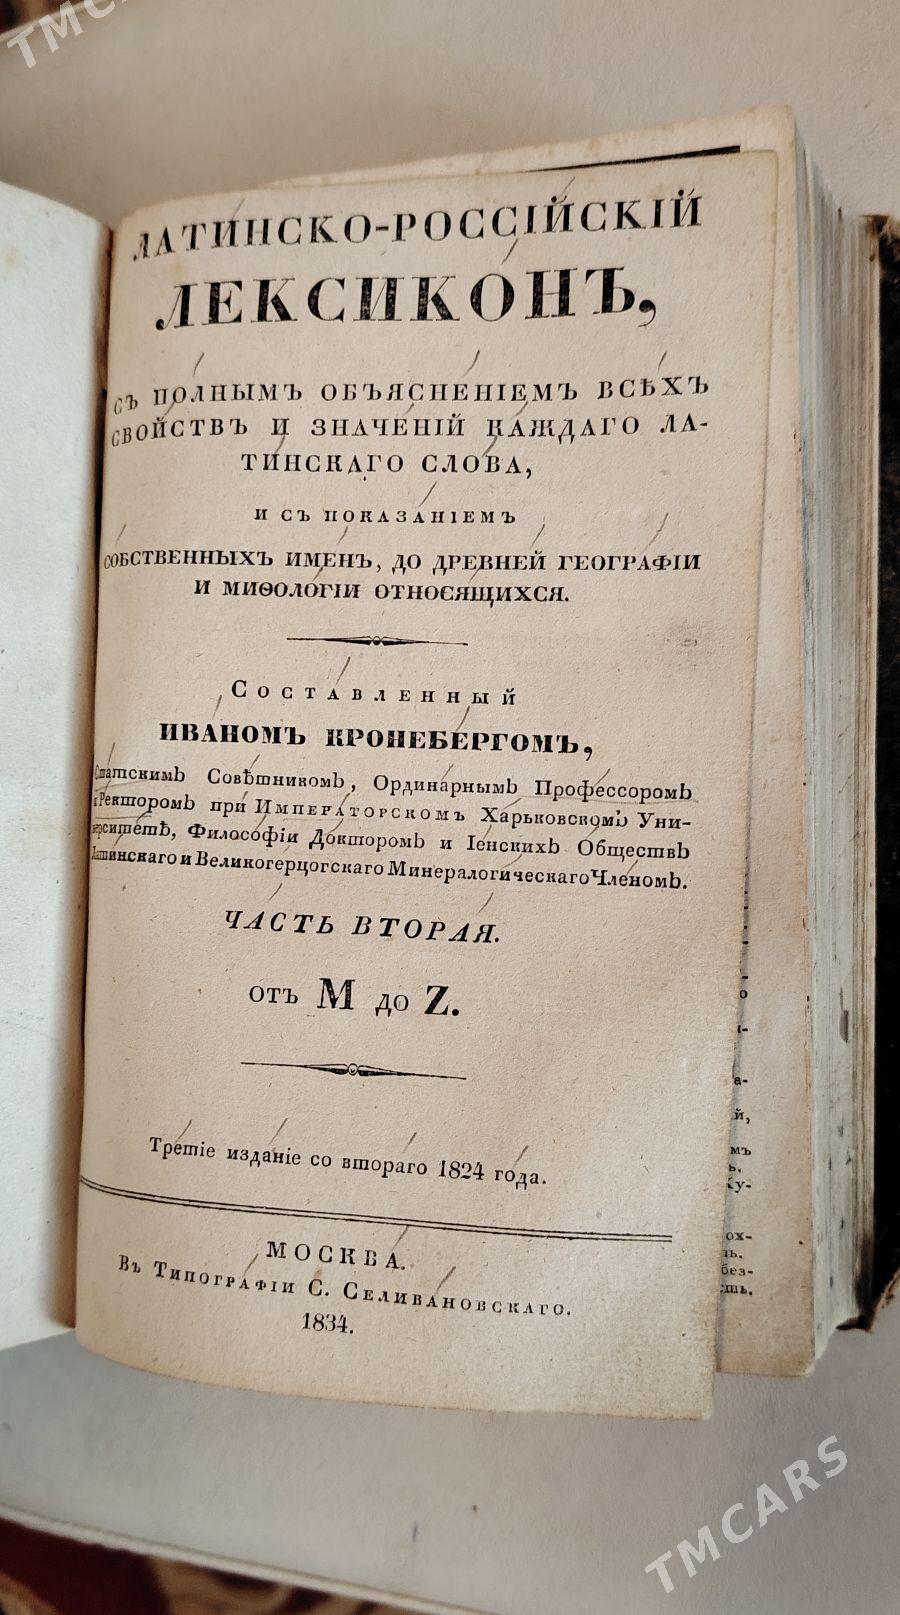 TMCARS
ЛАТИНСКО-РОССІЙСКІЙ
ЛЕКСИКОНЪ,
СЪ ПОЛНЫМЪ ОБЪЯСНЕНІЕМЪ ВСѢХЪ
СВОЙСТВЪ И ЗНАЧЕНІЙ КАЖДАГО ЛА-
ТИНСКАГО СЛОВА,
И СЪ ПОКАЗАНІЕМЪ
СОБСТВЕННЫХЪ ИМЕНЪ, ДО ДРЕВНЕЙ ГЕОГРАФІИ
И МИѲОЛОГІИ ОТНОСЯЩИХСЯ.
Составленный
ИВАНОМЪ КРОНЕБЕРГОМЪ,
Статскимъ Совѣтникомъ, Ординарнымъ Профессоромъ
и Ректоромъ при Императорскомъ Харьковскомъ Уни-
верситетѣ, Философіи Докторомъ и Іенскихъ Обществъ
Латинскаго и Великогерцогскаго Минералогическаго Членомъ.
ЧАСТЬ ВТОРАЯ.
отъ M до Z.
Третіе изданіе со втораго 1824 года.
МОСКВА.
Въ Типографіи С. Селивановскаго.
1834.
TMCARS